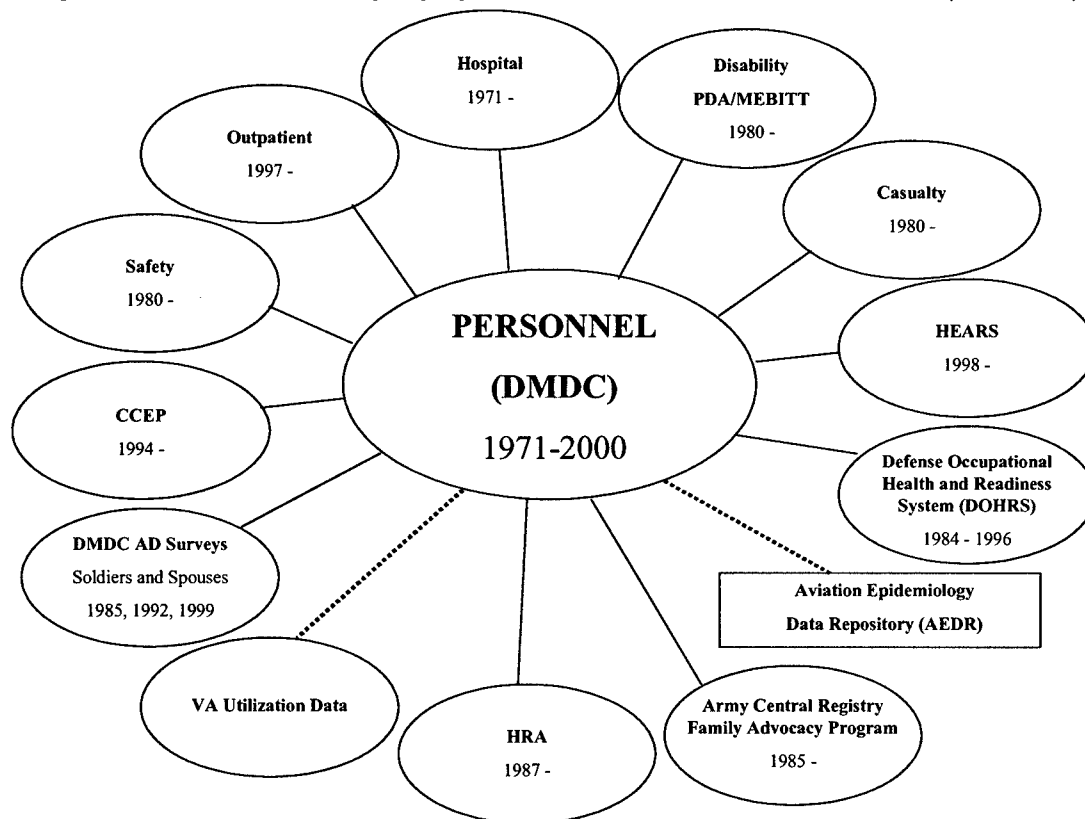 Hospital
1971 -
Disability
PDA/MEBITT
1980 -
Outpatient
1997 -
Casualty
1980 -
Safety
1980 -
PERSONNEL
(DMDC)
1971-2000
HEARS
1998 -
CCEP
1994 -
Defense Occupational
Health and Readiness
System (DOHRS)
1984 - 1996
DMDC AD Surveys
Soldiers and Spouses
1985, 1992, 1999
Aviation Epidemiology
Data Repository (AEDR)
VA Utilization Data
HRA
1987 -
Army Central Registry
Family Advocacy Program
1985 -